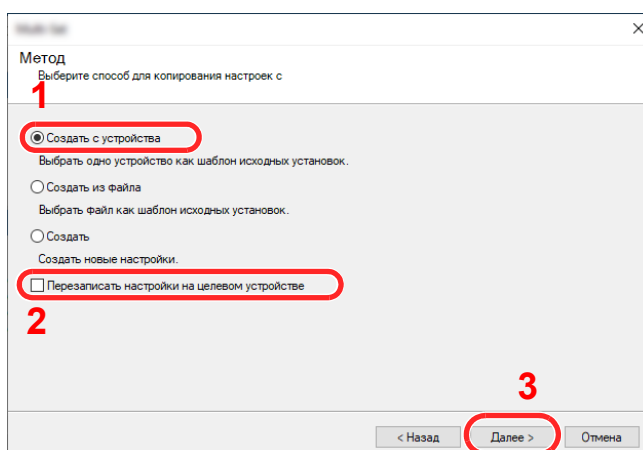 Метод
Выберите способ для копирования настроек с
1
Создать с устройства
Выбрать одно устройство как шаблон исходных установок.
Создать из файла
Выбрать файл как шаблон исходных установок.
Создать
Создать новые настройки.
Перезаписать настройки на целевом устройстве
2
3
< Назад
Далее >
Отмена